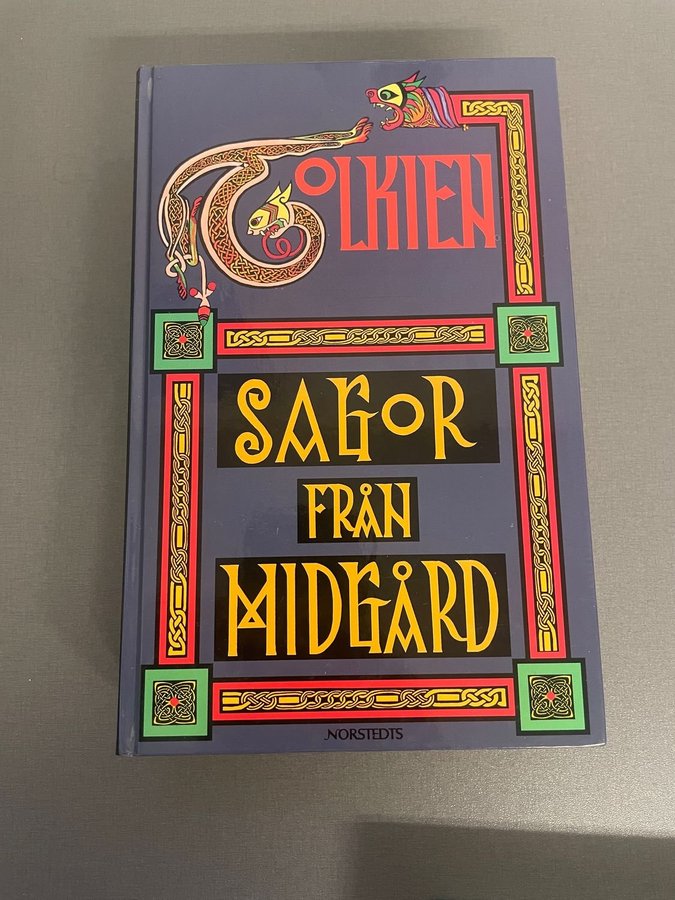 TOLKIEN
SAGOR
FRÅN
MIDGÅRD
NORSTEDTS